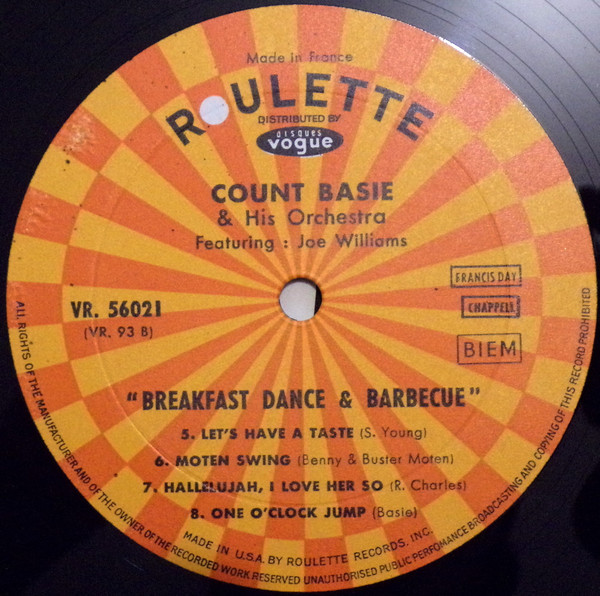 Made in France
ROULETTE
DISTRIBUTED BY
disques
vogue
COUNT BASIE
& His Orchestra
Featuring : Joe Williams
VR. 56021
(VR. 93 B)
FRANCIS DAY
CHAPPELL
BIEM
"BREAKFAST DANCE & BARBECUE"
5. LET'S HAVE A TASTE (S. Young)
6. MOTEN SWING (Benny & Buster Moten)
7. HALLELUJAH, I LOVE HER SO (R. Charles)
8. ONE O'CLOCK JUMP (Basie)
MADE IN U.S.A. BY ROULETTE RECORDS, INC.
ALL RIGHTS OF THE MANUFACTURER AND OF THE OWNER OF THE RECORDED WORK RESERVED UNAUTHORISED PUBLIC PERFOMANCE BROADCASTING AND COPYING OF THIS RECORD PROHIBITED